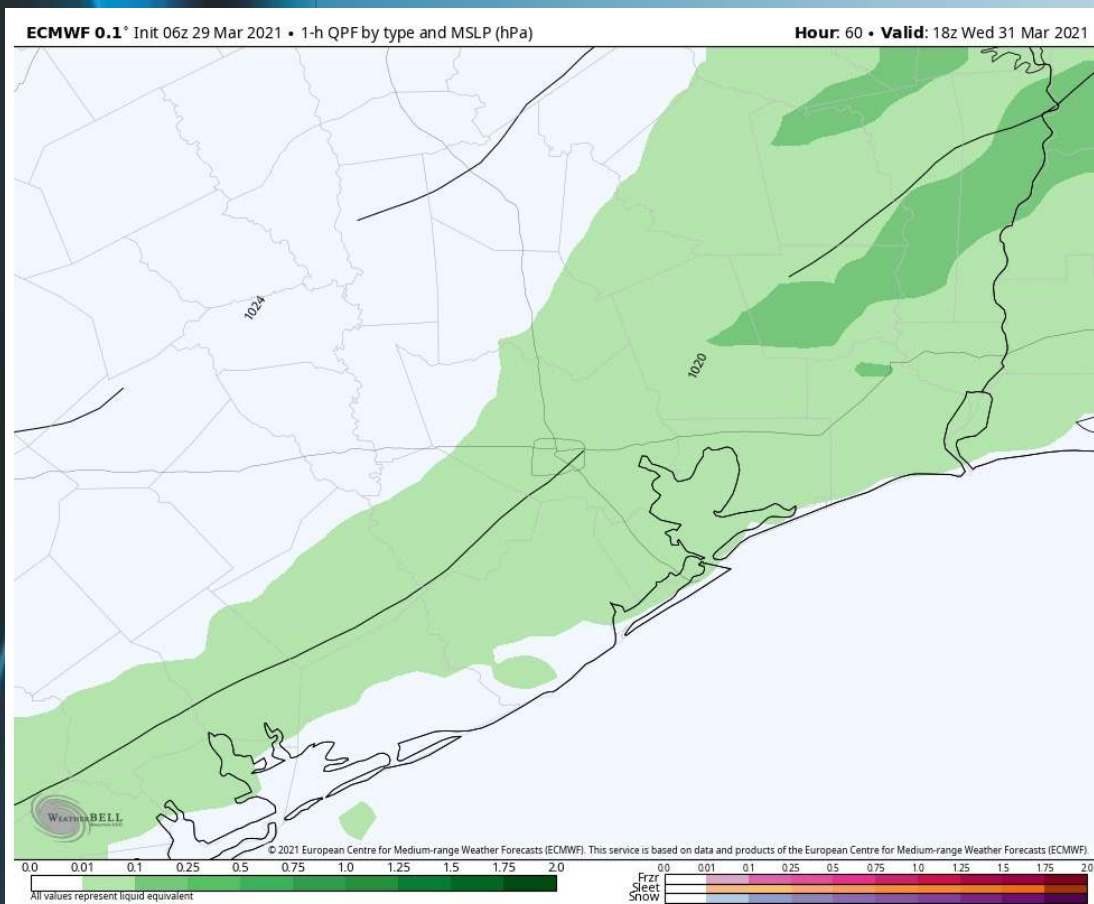 ECMWF 0.1° Init 06z 29 Mar 2021 • 1-h QPF by type and MSLP (hPa) Hour: 60 • Valid: 18z Wed 31 Mar 2021
1024
1020
WEATHERBELL
© 2021 European Centre for Medium-range Weather Forecasts (ECMWF). This service is based on data and products of the European Centre for Medium-range Weather Forecasts (ECMWF).
0.0 0.01 0.1 0.25 0.5 0.75 1.0 1.25 1.5 1.75 2.0
All values represent liquid equivalent
0.0 0.01 0.1 0.25 0.5 0.75 1.0 1.25 1.5 1.75 2.0
Frzr
Sleet
Snow